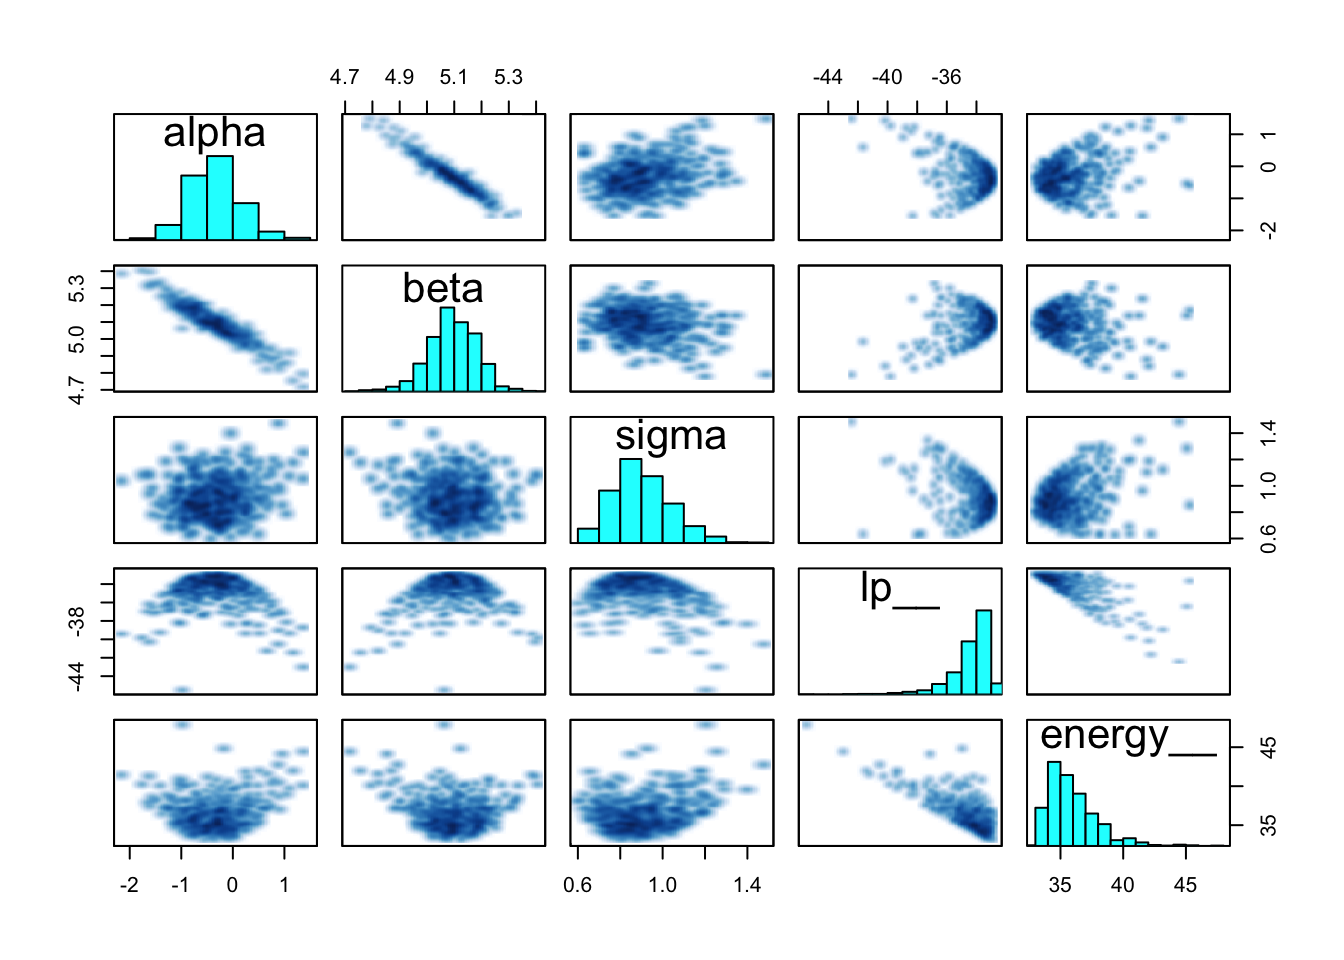 4.7 4.9 5.1 5.3 -44 -40 -36
alpha
-2 0 1
4.7 5.0 5.3
beta
sigma
0.6 1.0 1.4
-44 -38
lp__
energy__
35 45
-2 -1 0 1 0.6 1.0 1.4 35 40 45